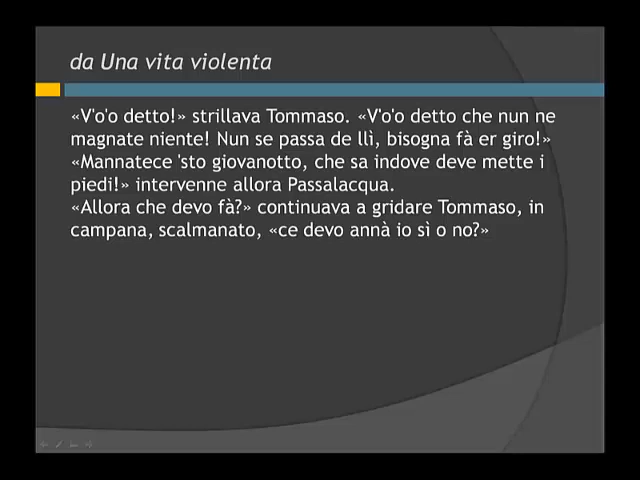 da Una vita violenta
«V'o'o detto!» strillava Tommaso. «V'o'o detto che nun ne
magnate niente! Nun se passa de llì, bisogna fà er giro!»
«Mannatece 'sto giovanotto, che sa indove deve mette i
piedi!» intervenne allora Passalacqua.
«Allora che devo fà?» continuava a gridare Tommaso, in
campana, scalmanato, «ce devo annà io sì o no?»